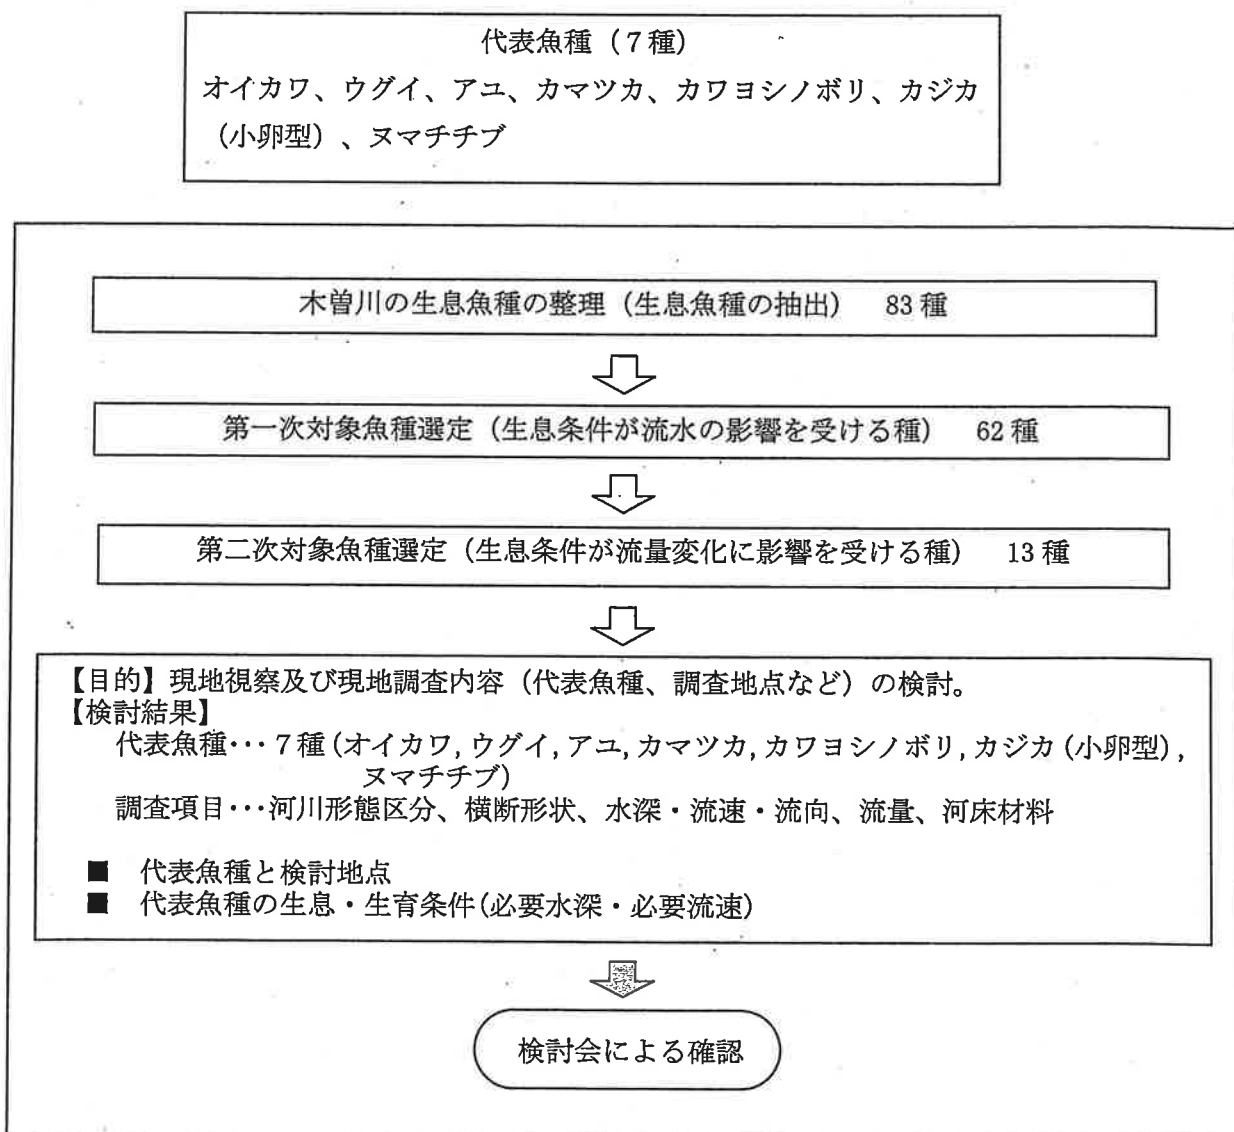 代表魚種（7種）
オイカワ、ウグイ、アユ、カマツカ、カワヨシノボリ、カジカ
（小卵型）、ヌマチチブ
木曽川の生息魚種の整理（生息魚種の抽出）　83種
第一次対象魚種選定（生息条件が流水の影響を受ける種）　62種
第二次対象魚種選定（生息条件が流量変化に影響を受ける種）　13種
【目的】現地視察及び現地調査内容（代表魚種、調査地点など）の検討。
【検討結果】
代表魚種･･･7種(オイカワ,ウグイ,アユ,カマツカ,カワヨシノボリ,カジカ(小卵型),
ヌマチチブ)
調査項目･･･河川形態区分、横断形状、水深・流速・流向、流量、河床材料
■　代表魚種と検討地点
■　代表魚種の生息・生育条件(必要水深・必要流速)
検討会による確認